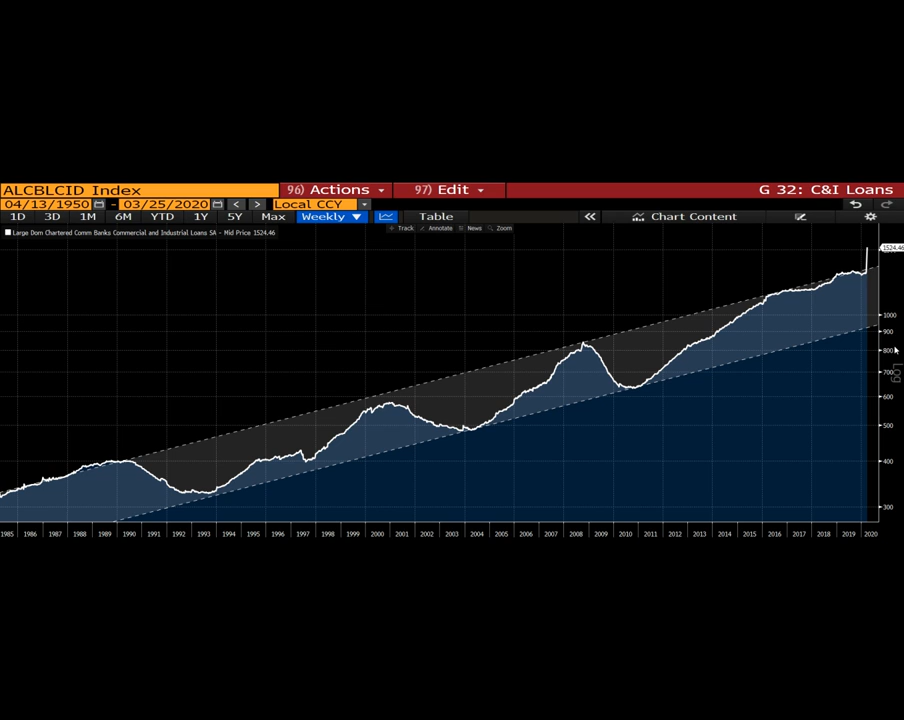 ALCBLCID Index 96) Actions 97) Edit G 32: C&I Loans
04/13/1950 - 03/25/2020 < > Local CCY
1D 3D 1M 6M YTD 1Y 5Y Max Weekly Table Chart Content
Large Dom Chartered Comm Banks Commercial and Industrial Loans SA - Mid Price 1524.46
Track Annotate News Zoom
1524.46
1000
900
800
700
600
500
400
300
Log
1985 1986 1987 1988 1989 1990 1991 1992 1993 1994 1995 1996 1997 1998 1999 2000 2001 2002 2003 2004 2005 2006 2007 2008 2009 2010 2011 2012 2013 2014 2015 2016 2017 2018 2019 2020